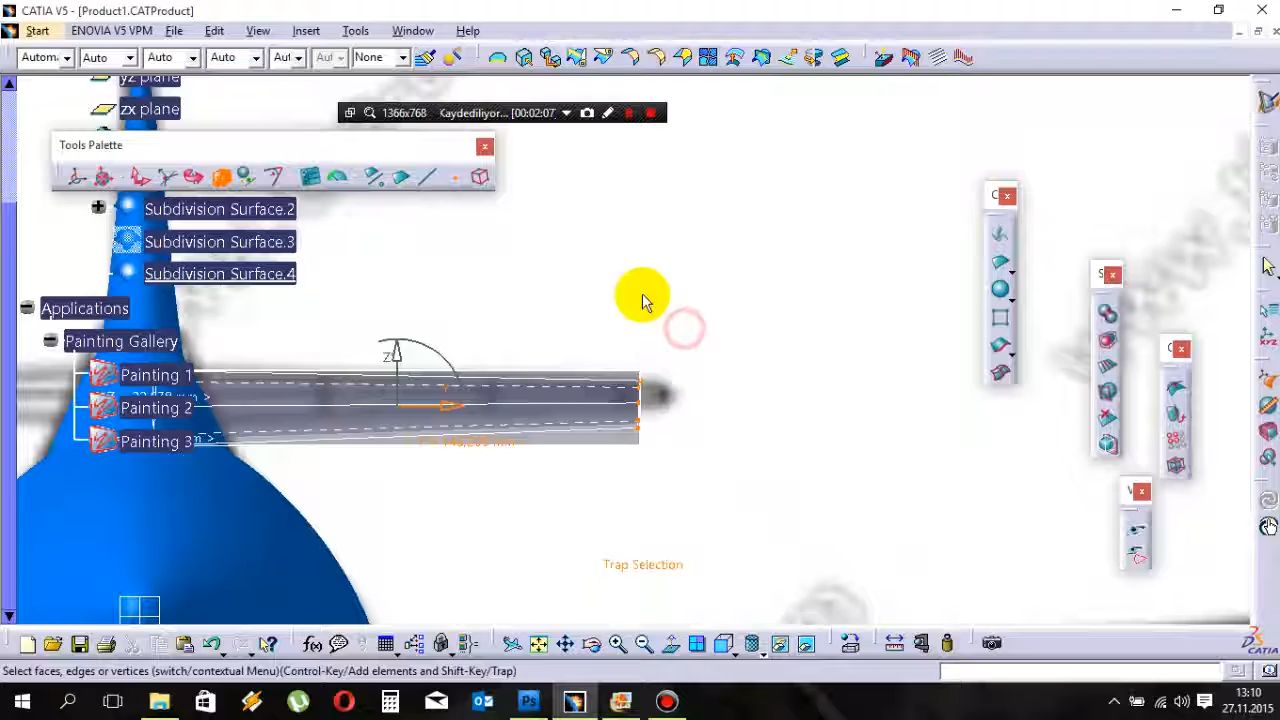 CATIA V5 - [Product1.CATProduct]
Start ENOVIA V5 VPM File Edit View Insert Tools Window Help
Autom Auto Auto Auto Aut Aut None
yz plane
zx plane
1366x768 Kaydediliyor... [00:02:07]
Tools Palette
Subdivision Surface.2
Subdivision Surface.3
Subdivision Surface.4
Applications
Painting Gallery
Painting 1
Painting 2
Painting 3
Z
Trap Selection
Select faces, edges or vertices (switch/contextual Menu)(Control-Key/Add elements and Shift-Key/Trap)
CATIA
13:10
27.11.2015